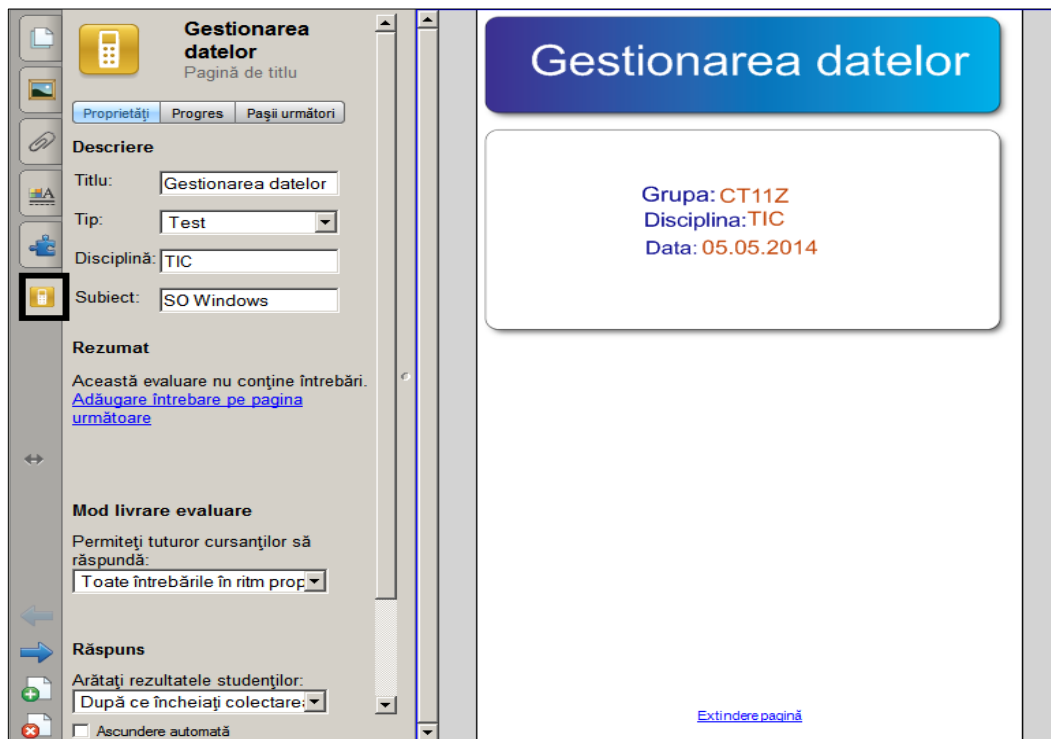 Gestionarea
datelor
Pagină de titlu
Proprietăţi Progres Paşii următori
Descriere
Titlu: Gestionarea datelor
Tip: Test
Disciplină: TIC
Subiect: SO Windows
Rezumat
Această evaluare nu conţine întrebări.
Adăugare întrebare pe pagina
următoare
Mod livrare evaluare
Permiteţi tuturor cursanţilor să
răspundă:
Toate întrebările în ritm prop
Răspuns
Arătaţi rezultatele studenţilor:
După ce încheiaţi colectare
Ascundere automată
Gestionarea datelor
Grupa: CT11Z
Disciplina:TIC
Data: 05.05.2014
Extindere pagină